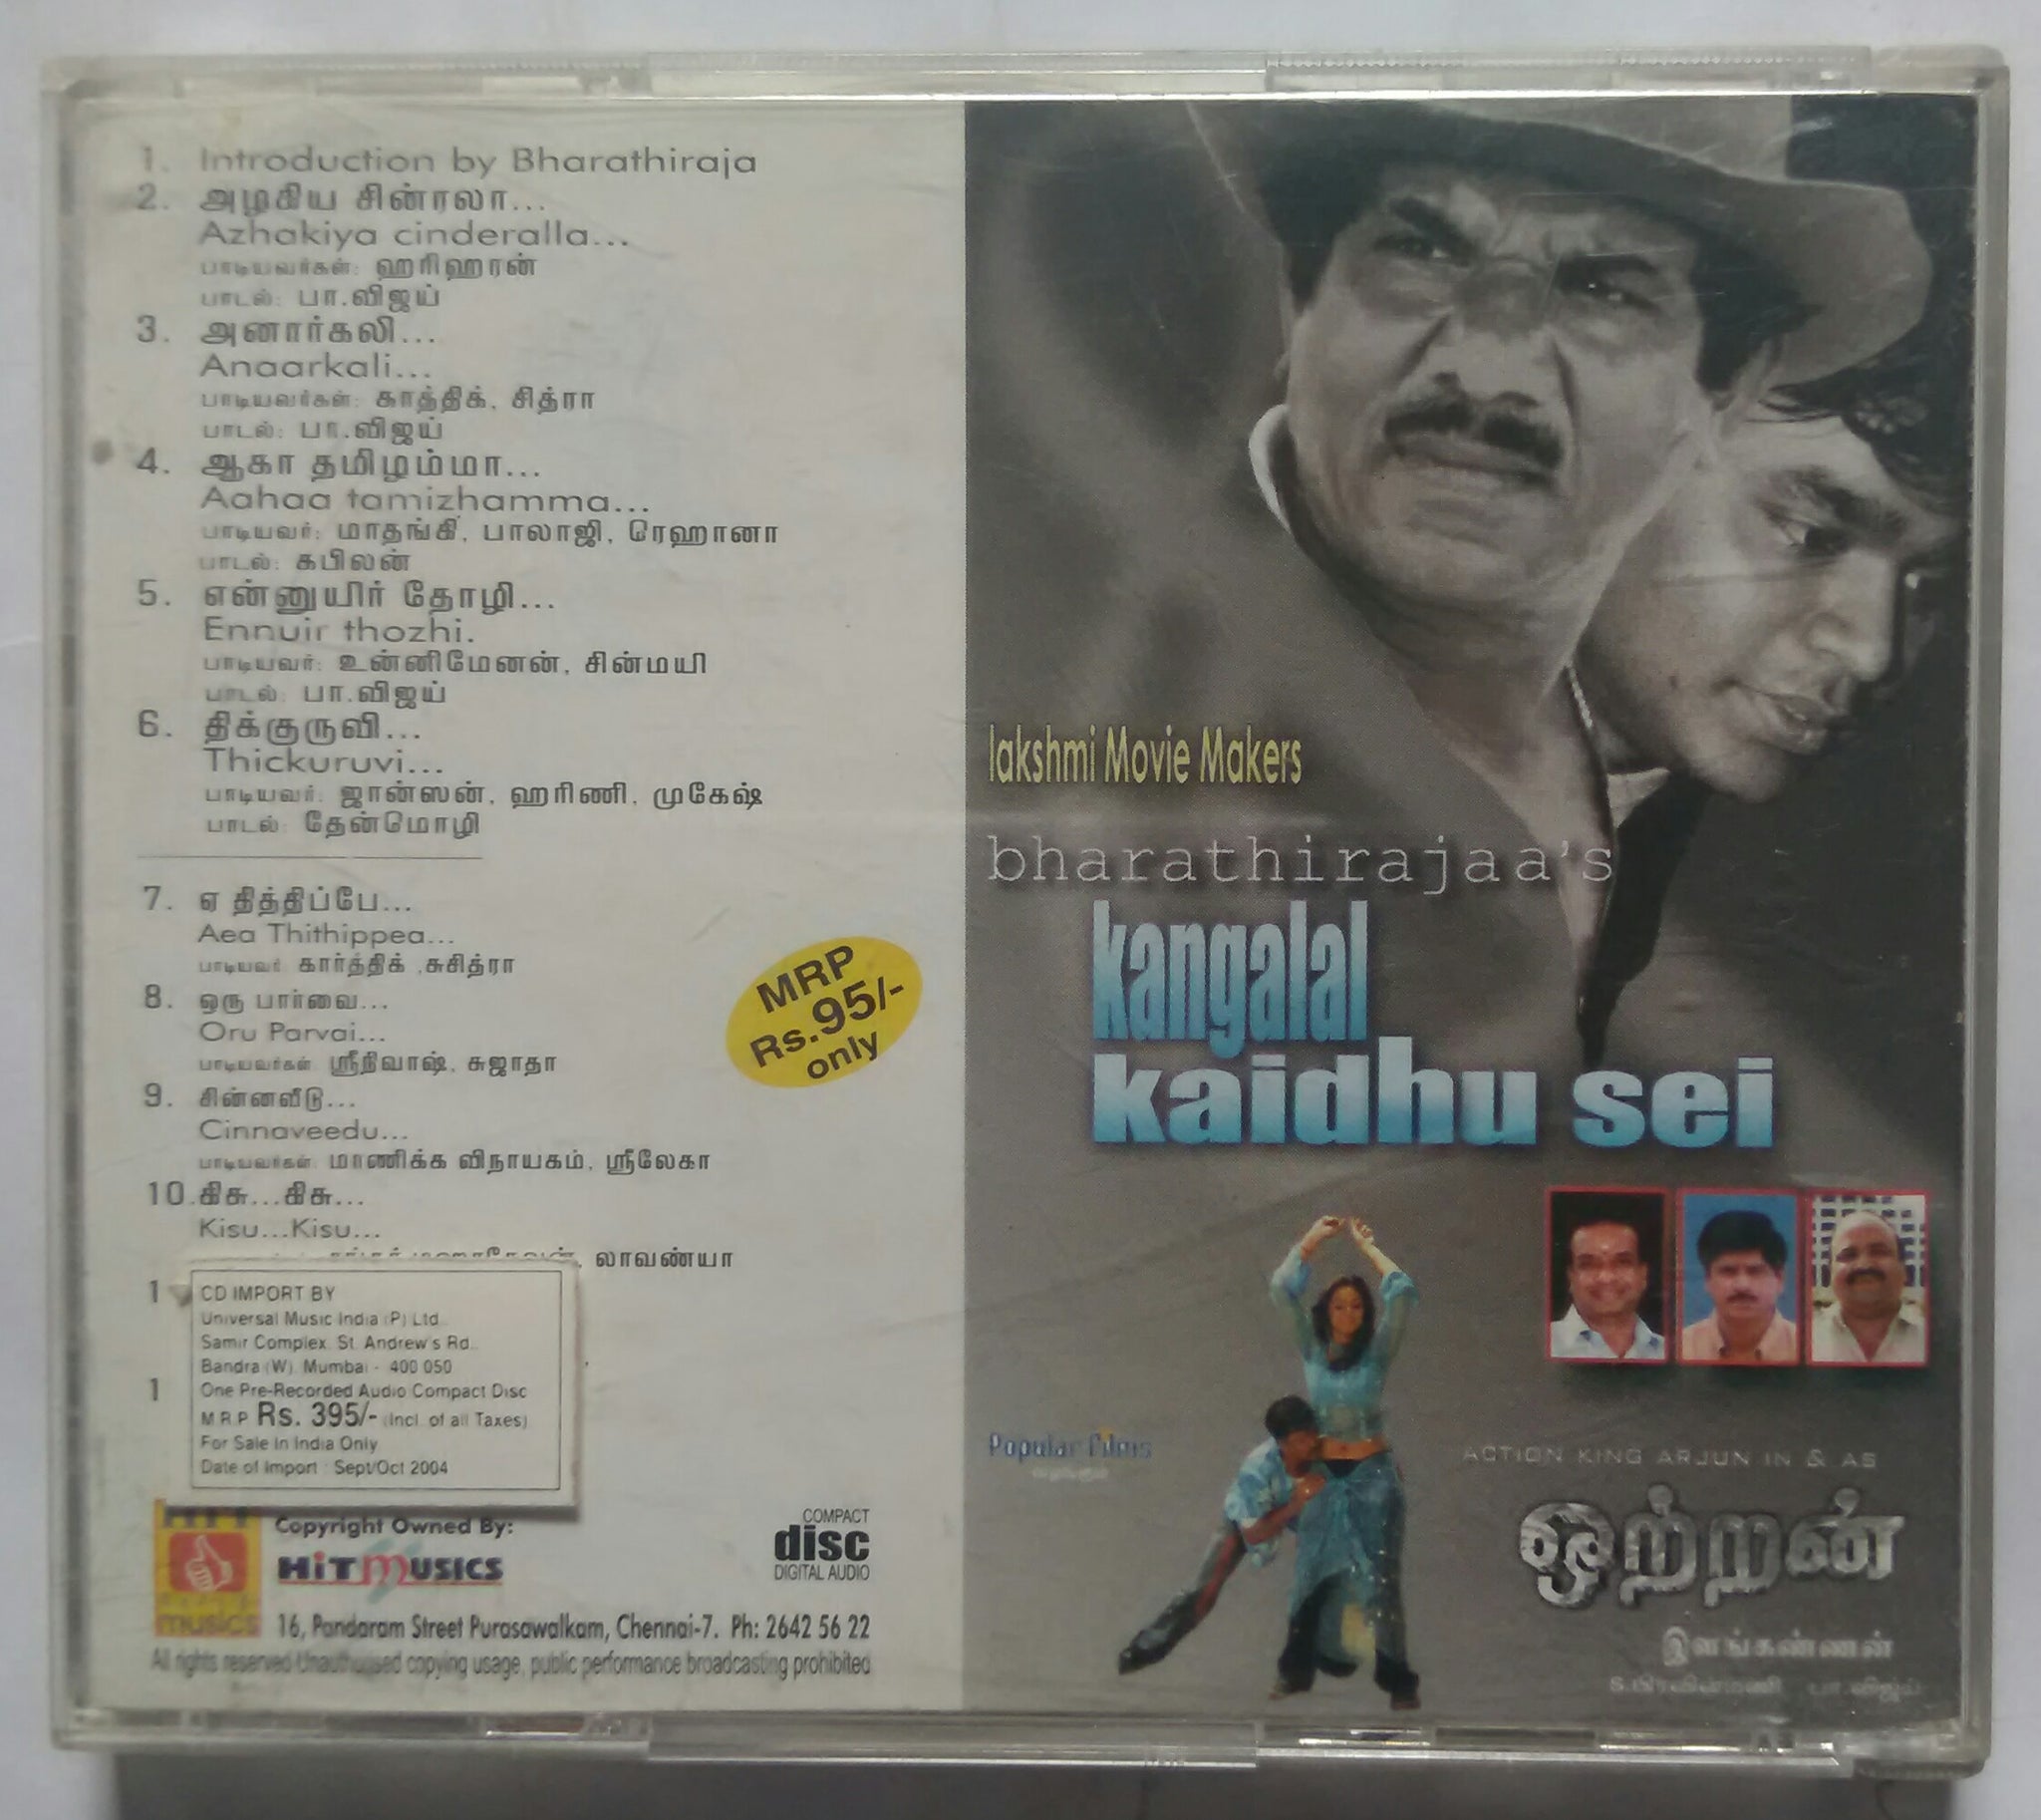 1. Introduction by Bharathiraja
2. அழகிய சின்ரலா...
Azhakiya cinderalla...
பாடியவர்கள்: ஹரிஹரன்
பாடல்: பா.விஜய்
3. அனார்கலி...
Anaarkali...
பாடியவர்கள்: கார்த்திக், சித்ரா
பாடல்: பா.விஜய்
4. ஆகா தமிழம்மா...
Aahaa tamizhamma...
பாடியவர்: மாதங்கி, பாலாஜி, ரேஹானா
பாடல்: கபிலன்
5. என்னுயிர் தோழி...
Ennuir thozhi.
பாடியவர்: உன்னிமேனன், சின்மயி
பாடல்: பா.விஜய்
6. திக்குருவி...
Thickuruvi...
பாடியவர்: ஜான்ஸன், ஹரிணி, முகேஷ்
பாடல்: தேன்மொழி
7. ஏ தித்திப்பே...
Aea Thithippea...
பாடியவர்: கார்த்திக் ,சுசித்ரா
8. ஒரு பார்வை...
Oru Parvai...
பாடியவர்கள்: ஸ்ரீநிவாஷ், சுஜாதா
9. சின்னவீடு...
Cinnaveedu...
பாடியவர்கள்: மாணிக்க விநாயகம், ஸ்ரீலேகா
10. கிசு...கிசு...
Kisu...Kisu...
லாவண்யா
1
1
MRP
Rs.95/-
only
CD IMPORT BY
Universal Music India (P) Ltd.
Samir Complex, St. Andrew's Rd.,
Bandra (W), Mumbai - 400 050
One Pre-Recorded Audio Compact Disc
M.R.P. Rs. 395/- (Incl. of all Taxes)
For Sale In India Only
Date of Import : Sept/Oct 2004
musics
Copyright Owned By:
HiT MUSICS
COMPACT
disc
DIGITAL AUDIO
16, Pandaram Street Purasawalkam, Chennai-7. Ph: 2642 56 22
All rights reserved Unauthorised copying usage, public performance broadcasting prohibited
lakshmi Movie Makers
bharathirajaa's
kangalal
kaidhu sei
Popular Films
வழங்கும்
ACTION KING ARJUN IN & AS
ஒற்றன்
இளங்கண்ணன்
S.பிரவின்மணி பா.விஜய்